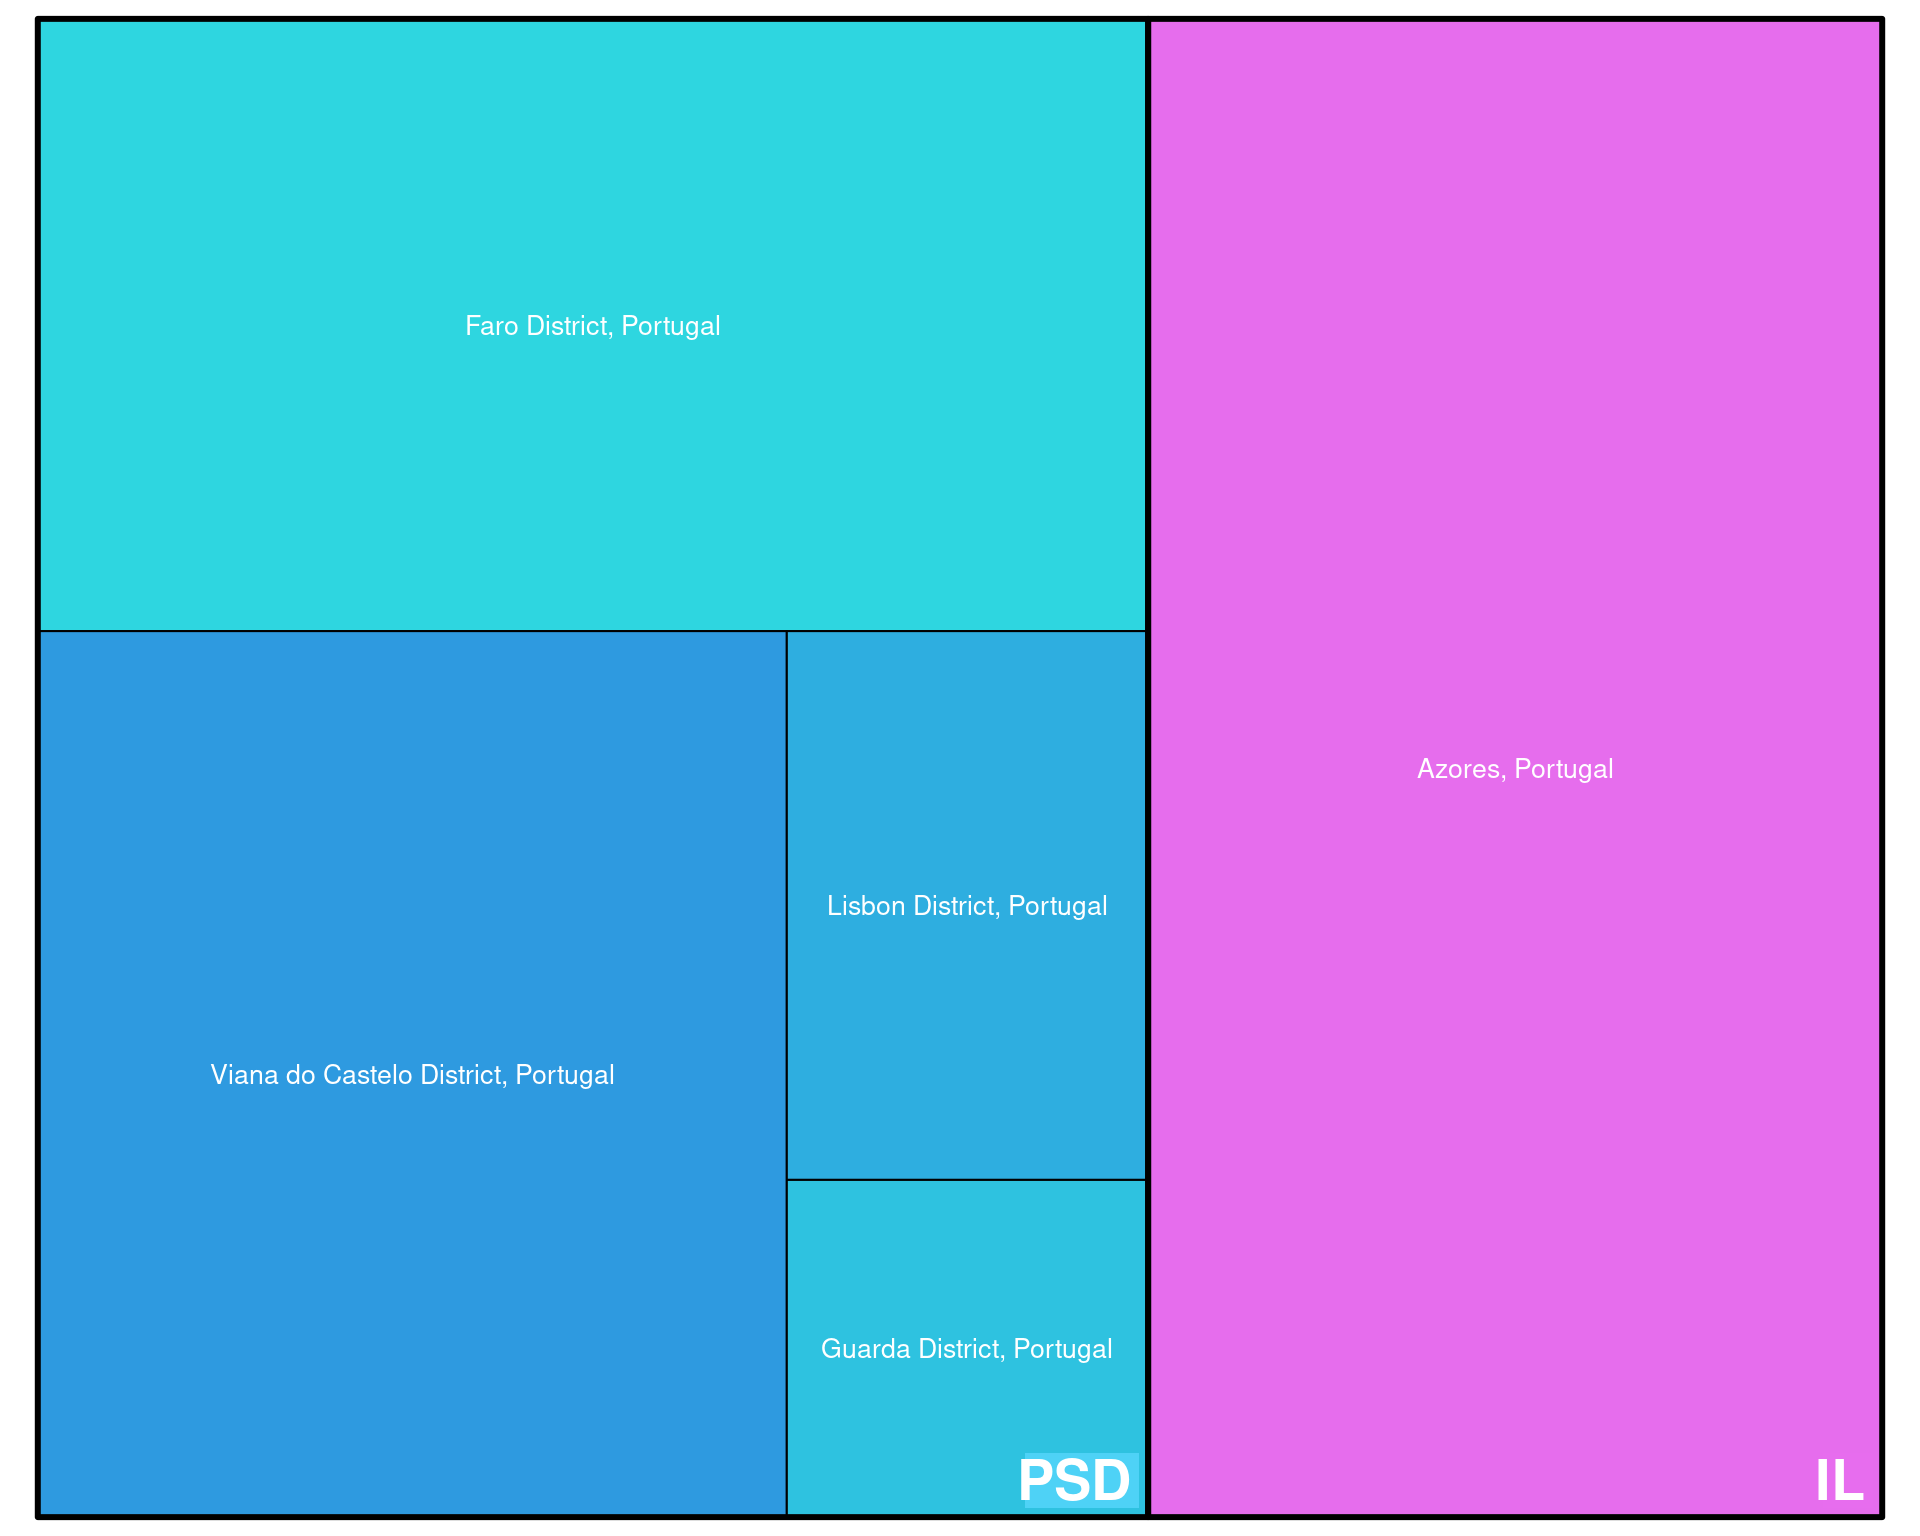 Faro District, Portugal
Azores, Portugal
Lisbon District, Portugal
Viana do Castelo District, Portugal
Guarda District, Portugal
PSD
IL